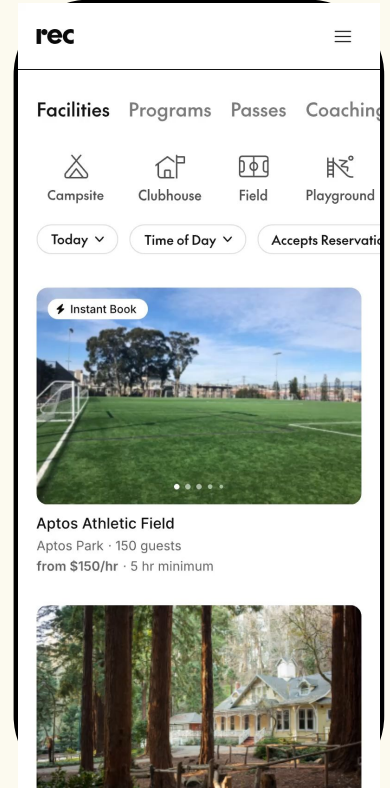 rec
Facilities Programs Passes Coaching
Campsite Clubhouse Field Playground
Today Time of Day Accepts Reservatio
Instant Book
Aptos Athletic Field
Aptos Park · 150 guests
from $150/hr · 5 hr minimum